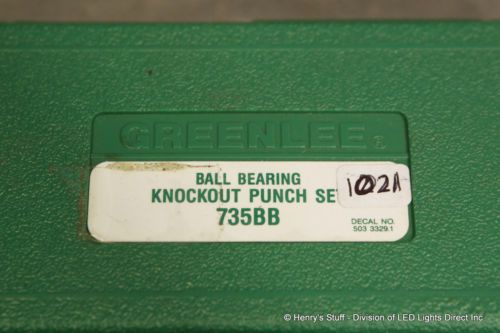 GREENLEE®
BALL BEARING
KNOCKOUT PUNCH SE
102A
735BB
DECAL NO.
503 3329.1
© Henry's Stuff - Division of LED Lights Direct Inc